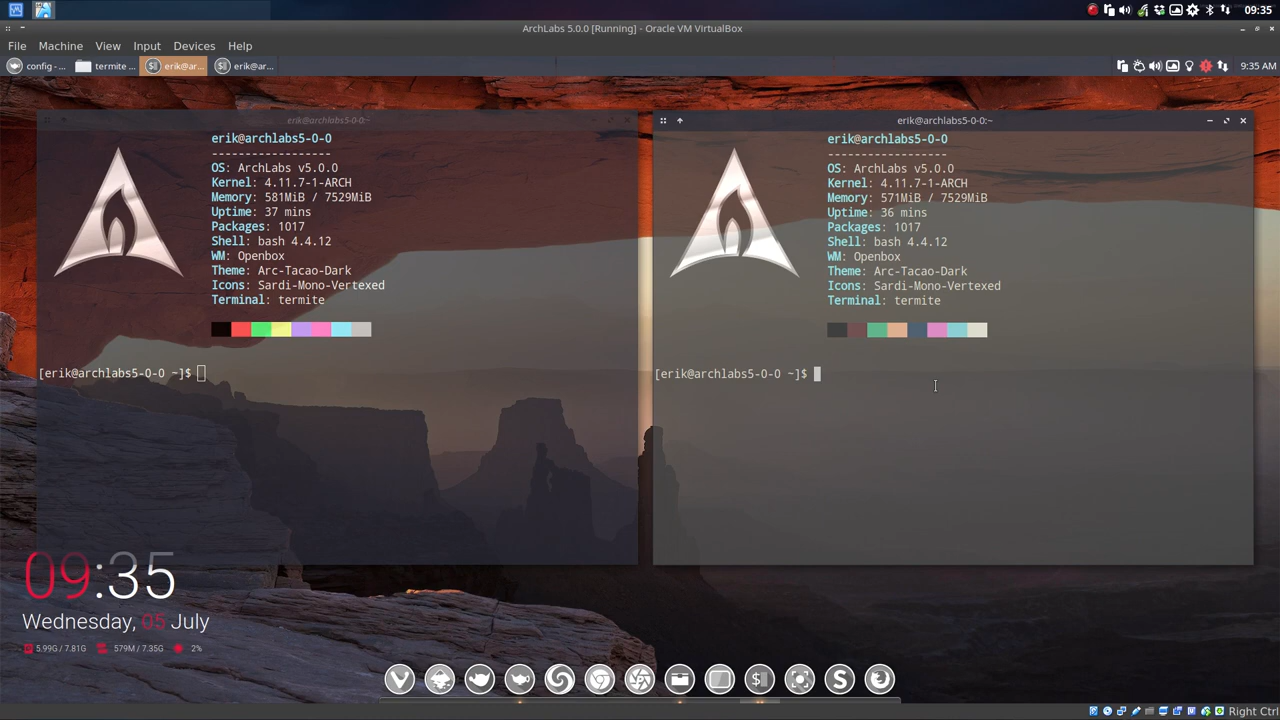 09:35
ArchLabs 5.0.0 [Running] - Oracle VM VirtualBox
File Machine View Input Devices Help
config - ... termite ... erik@ar... erik@ar... 9:35 AM
erik@archlabs5-0-0:~
erik@archlabs5-0-0
-----------------
OS: ArchLabs v5.0.0
Kernel: 4.11.7-1-ARCH
Memory: 581MiB / 7529MiB
Uptime: 37 mins
Packages: 1017
Shell: bash 4.4.12
WM: Openbox
Theme: Arc-Tacao-Dark
Icons: Sardi-Mono-Vertexed
Terminal: termite
[erik@archlabs5-0-0 ~]$
erik@archlabs5-0-0:~
erik@archlabs5-0-0
-----------------
OS: ArchLabs v5.0.0
Kernel: 4.11.7-1-ARCH
Memory: 571MiB / 7529MiB
Uptime: 36 mins
Packages: 1017
Shell: bash 4.4.12
WM: Openbox
Theme: Arc-Tacao-Dark
Icons: Sardi-Mono-Vertexed
Terminal: termite
[erik@archlabs5-0-0 ~]$
09:35
Wednesday, 05 July
5.99G / 7.81G 579M / 7.35G 2%
Right Ctrl